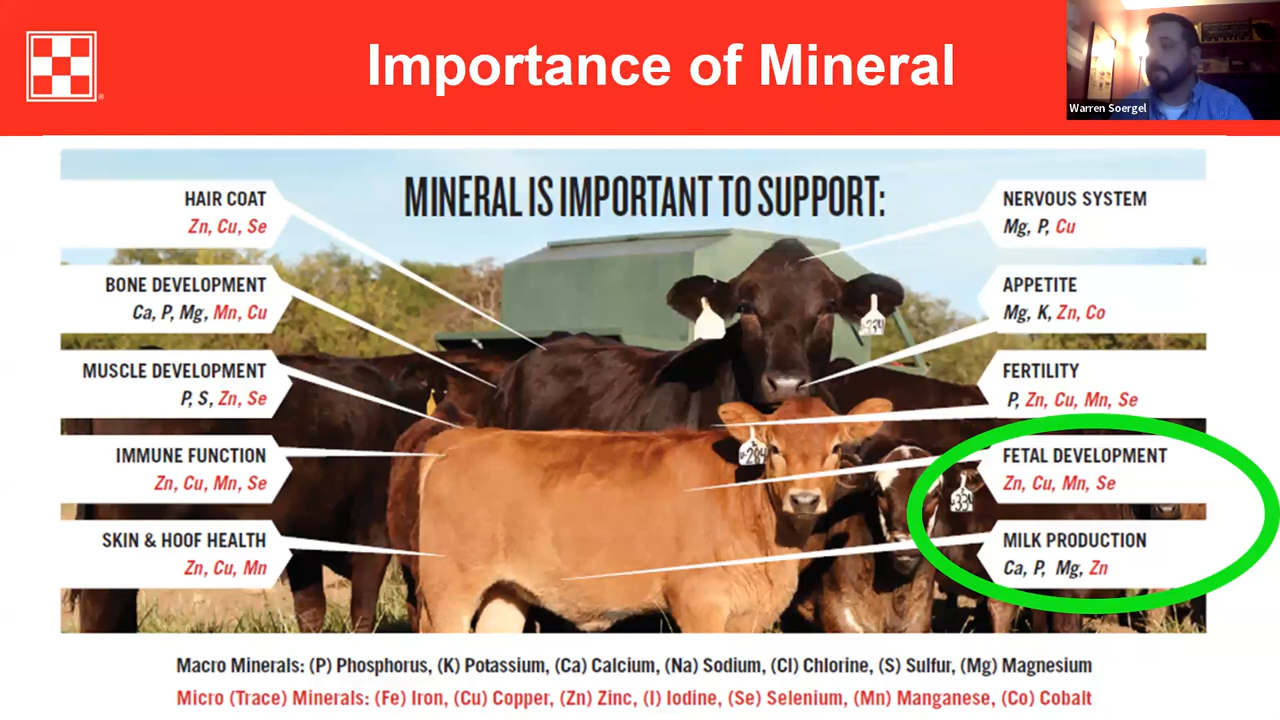 Importance of Mineral
Warren Soergel
MINERAL IS IMPORTANT TO SUPPORT:
HAIR COAT
Zn, Cu, Se
BONE DEVELOPMENT
Ca, P, Mg, Mn, Cu
MUSCLE DEVELOPMENT
P, S, Zn, Se
IMMUNE FUNCTION
Zn, Cu, Mn, Se
SKIN & HOOF HEALTH
Zn, Cu, Mn
NERVOUS SYSTEM
Mg, P, Cu
APPETITE
Mg, K, Zn, Co
FERTILITY
P, Zn, Cu, Mn, Se
FETAL DEVELOPMENT
Zn, Cu, Mn, Se
MILK PRODUCTION
Ca, P, Mg, Zn
Macro Minerals: (P) Phosphorus, (K) Potassium, (Ca) Calcium, (Na) Sodium, (Cl) Chlorine, (S) Sulfur, (Mg) Magnesium
Micro (Trace) Minerals: (Fe) Iron, (Cu) Copper, (Zn) Zinc, (I) Iodine, (Se) Selenium, (Mn) Manganese, (Co) Cobalt